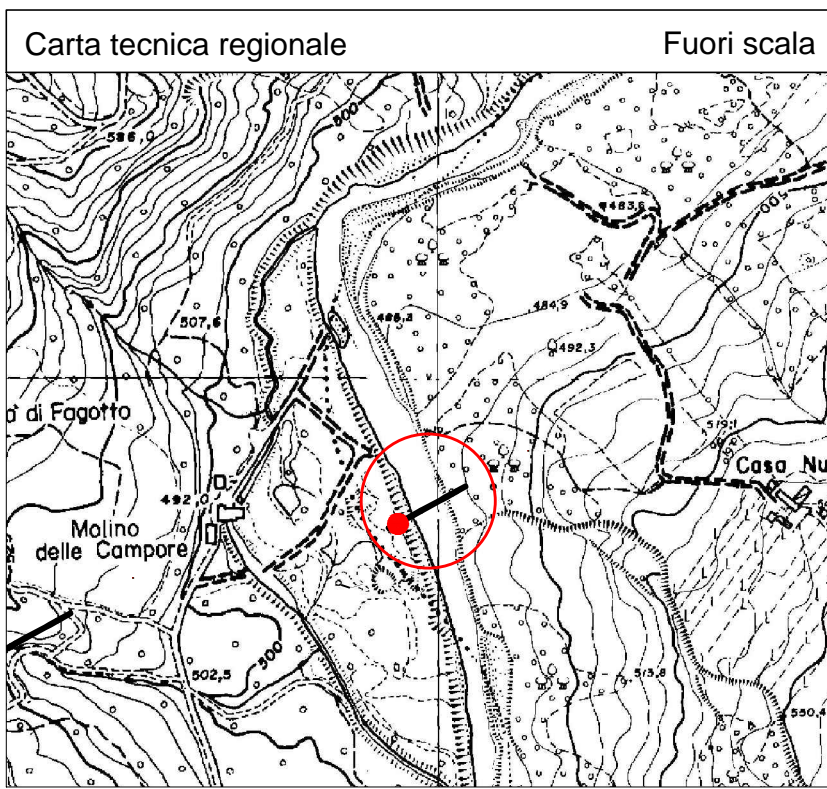 Carta tecnica regionale Fuori scala
586,0
500
483,6
507,6
485,3
484,9
492,3
a' di Fagotto
519,1
Casa Nu
492,0
Molino
delle Campore
502,5
500
513,8
550,4